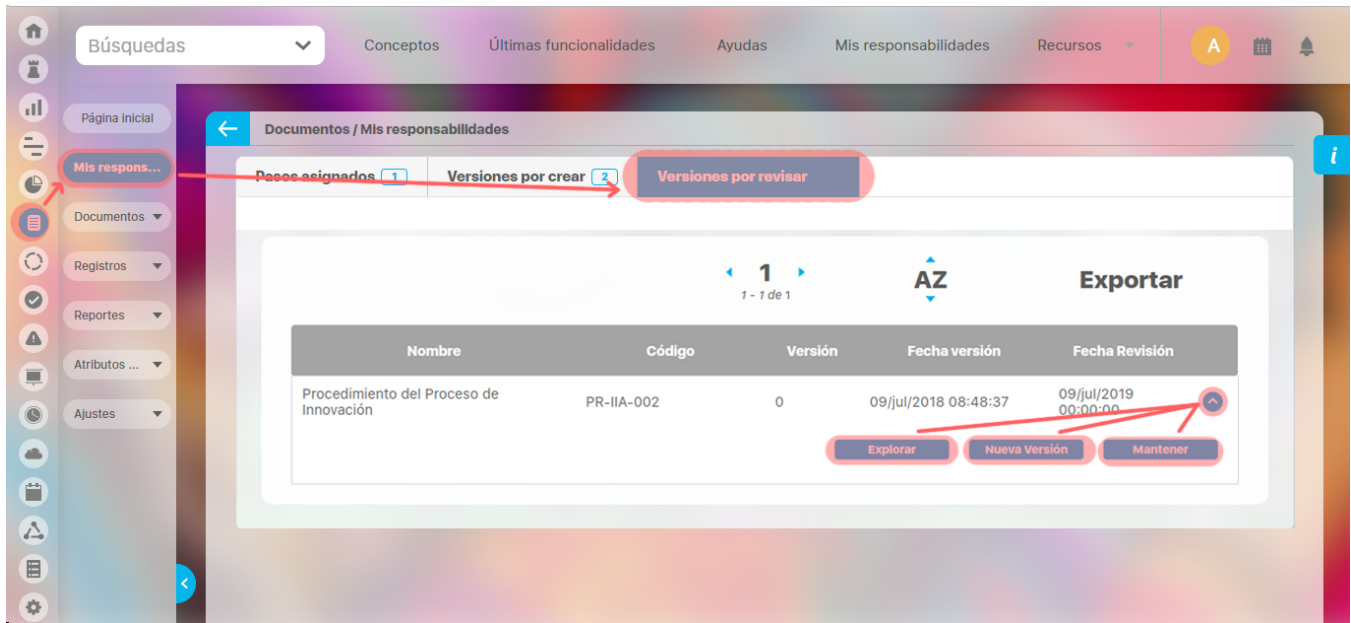 Búsquedas
Conceptos
Últimas funcionalidades
Ayudas
Mis responsabilidades
Recursos
A
Página inicial
Mis respons...
Documentos
Registros
Reportes
Atributos ...
Ajustes
Documentos / Mis responsabilidades
i
Pasos asignados 1
Versiones por crear 2
Versiones por revisar
1
1 - 1 de 1
AZ
Exportar
Nombre Código Versión Fecha versión Fecha Revisión
Procedimiento del Proceso de
Innovación
PR-IIA-002
0
09/jul/2018 08:48:37
09/jul/2019
00:00:00
Explorar
Nueva Versión
Mantener